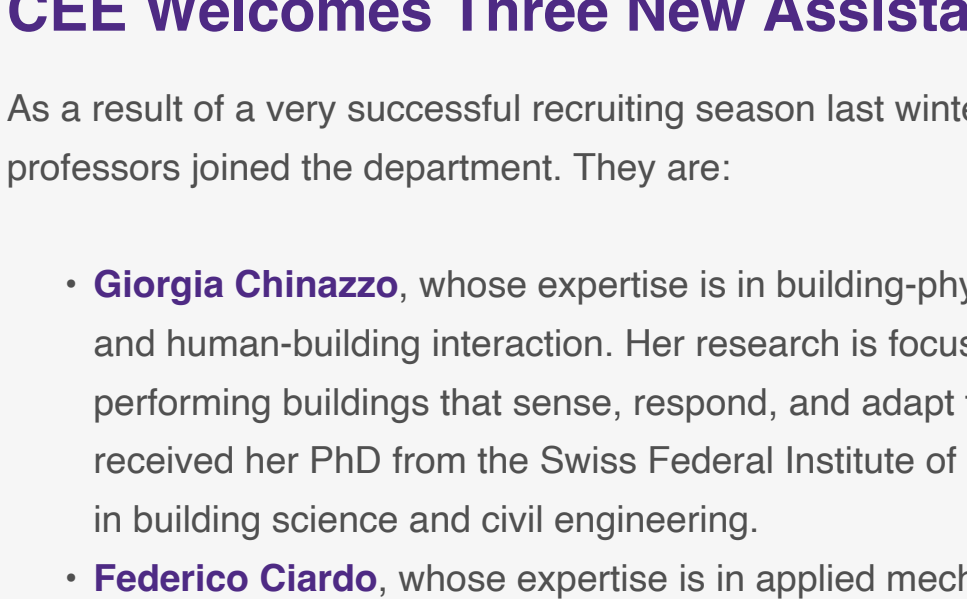 CEE Welcomes Three New Assista
As a result of a very successful recruiting season last winte
professors joined the department. They are:
• Giorgia Chinazzo, whose expertise is in building-phy
and human-building interaction. Her research is focus
performing buildings that sense, respond, and adapt
received her PhD from the Swiss Federal Institute of
in building science and civil engineering.
• Federico Ciardo, whose expertise is in applied mech